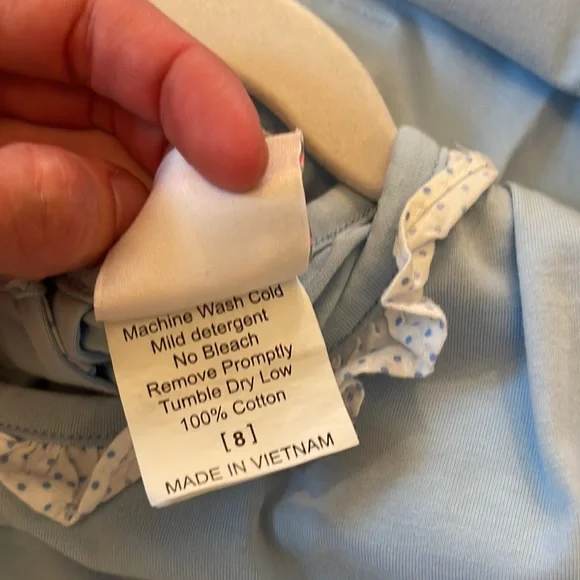 Machine Wash Cold
Mild detergent
No Bleach
Remove Promptly
Tumble Dry Low
100% Cotton
[8]
MADE IN VIETNAM